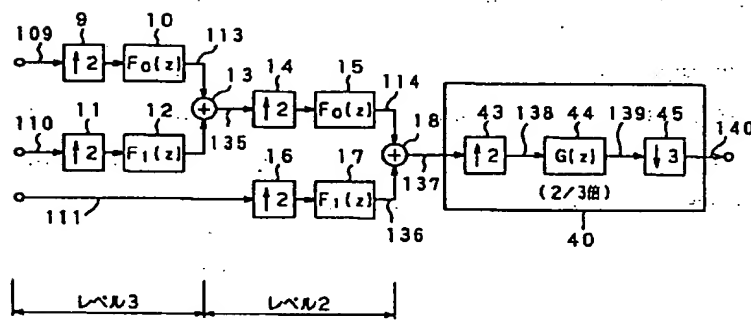 109 9 10 113
↑2 F₀(z)
13 14 15 114
110 11 12
+ ↑2 F₀(z)
↑2 F₁(z) 135
18 43 138 44 139 45 140
16 17 + ↑2 G(z) ↓3
137
111 ↑2 F₁(z) 136 (2/3倍)
40
レベル3 レベル2